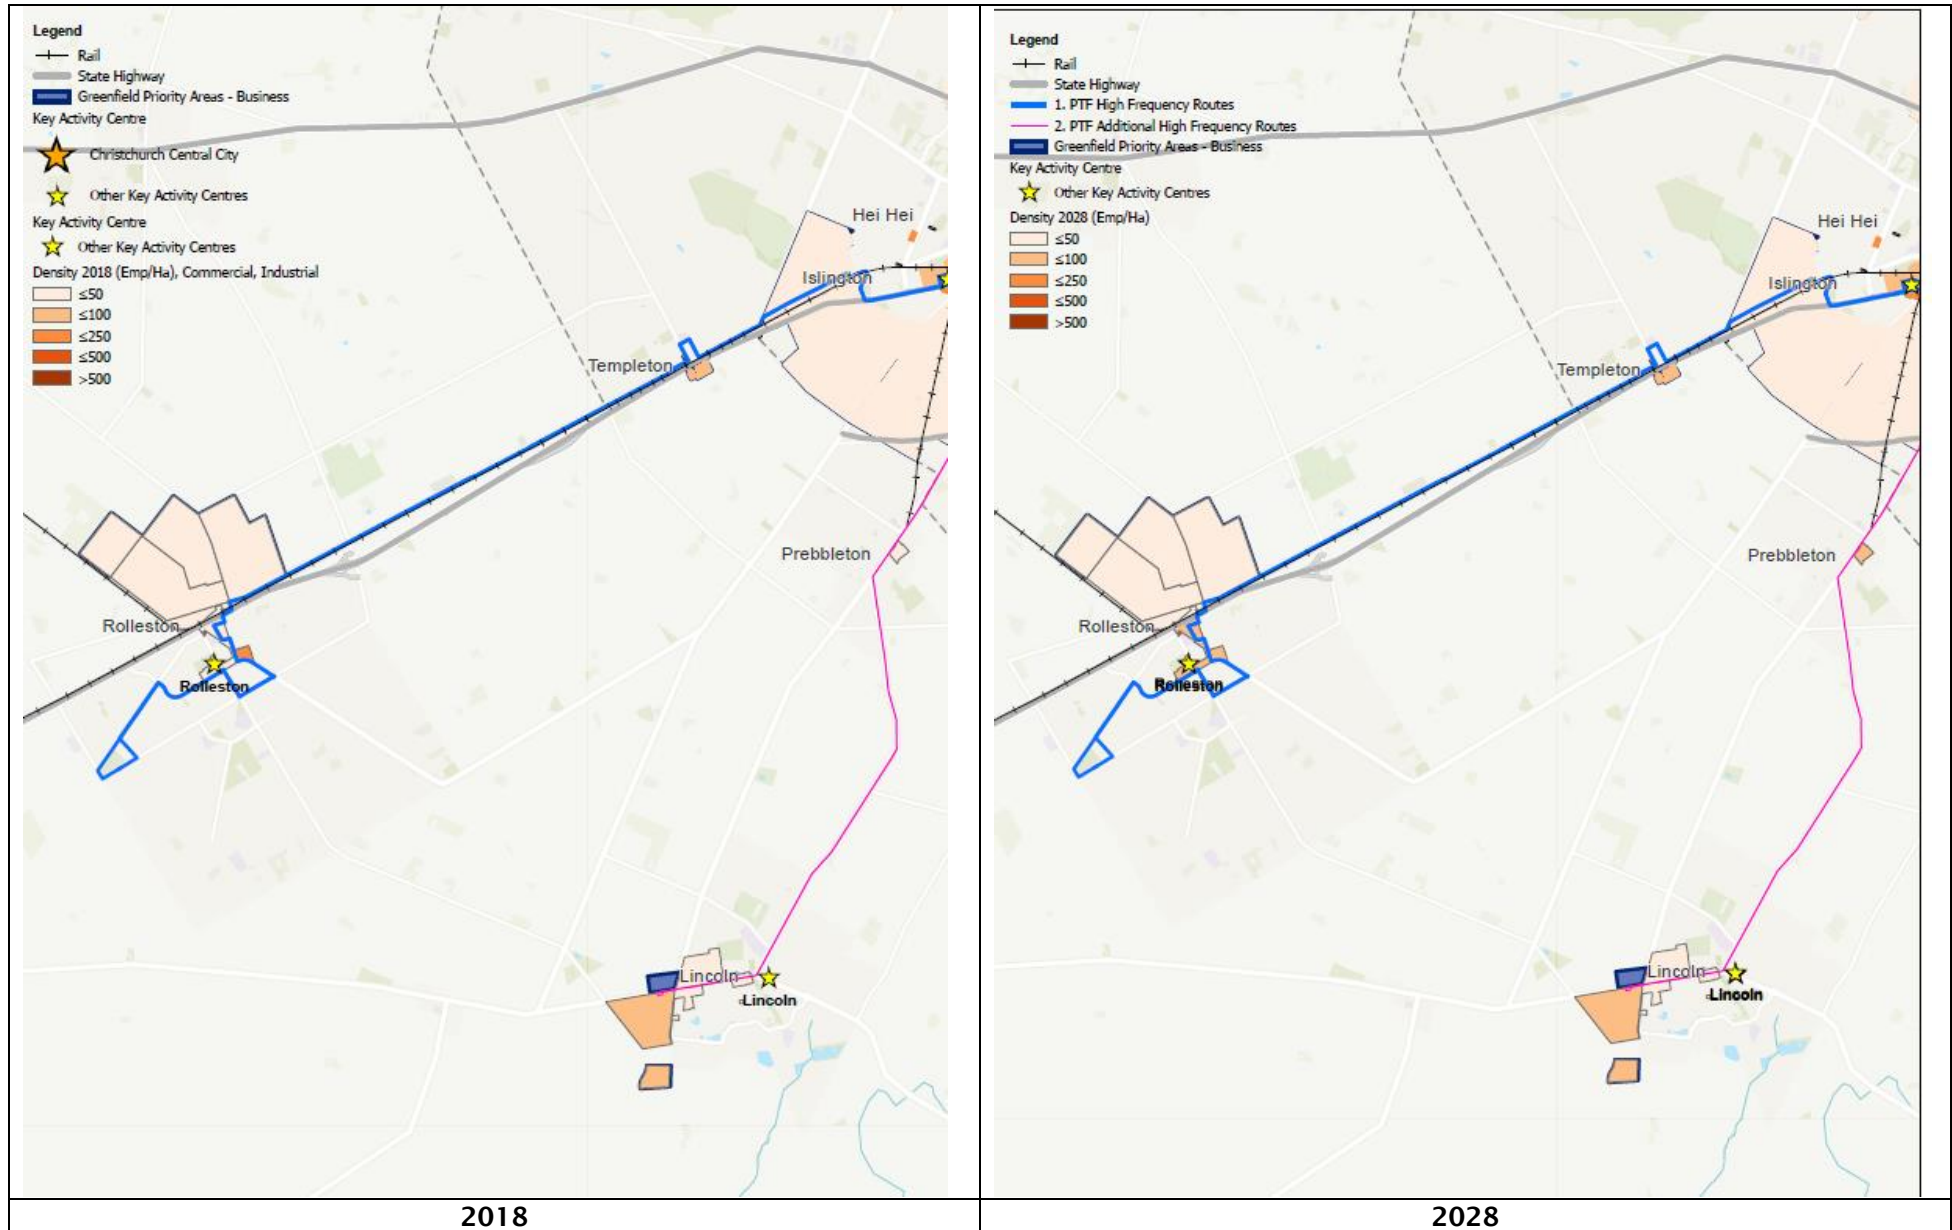 Legend
Rail
State Highway
Greenfield Priority Areas - Business
Key Activity Centre
Christchurch Central City
Other Key Activity Centres
Key Activity Centre
Other Key Activity Centres
Density 2018 (Emp/Ha), Commercial, Industrial
≤50
≤100
≤250
≤500
>500
Hei Hei
Islington
Templeton
Prebbleton
Rolleston
Rolleston
Lincoln
Lincoln
2018
Legend
Rail
State Highway
1. PTF High Frequency Routes
2. PTF Additional High Frequency Routes
Greenfield Priority Areas - Business
Key Activity Centre
Other Key Activity Centres
Density 2028 (Emp/Ha)
≤50
≤100
≤250
≤500
>500
Hei Hei
Islington
Templeton
Prebbleton
Rolleston
Rolleston
Lincoln
Lincoln
2028